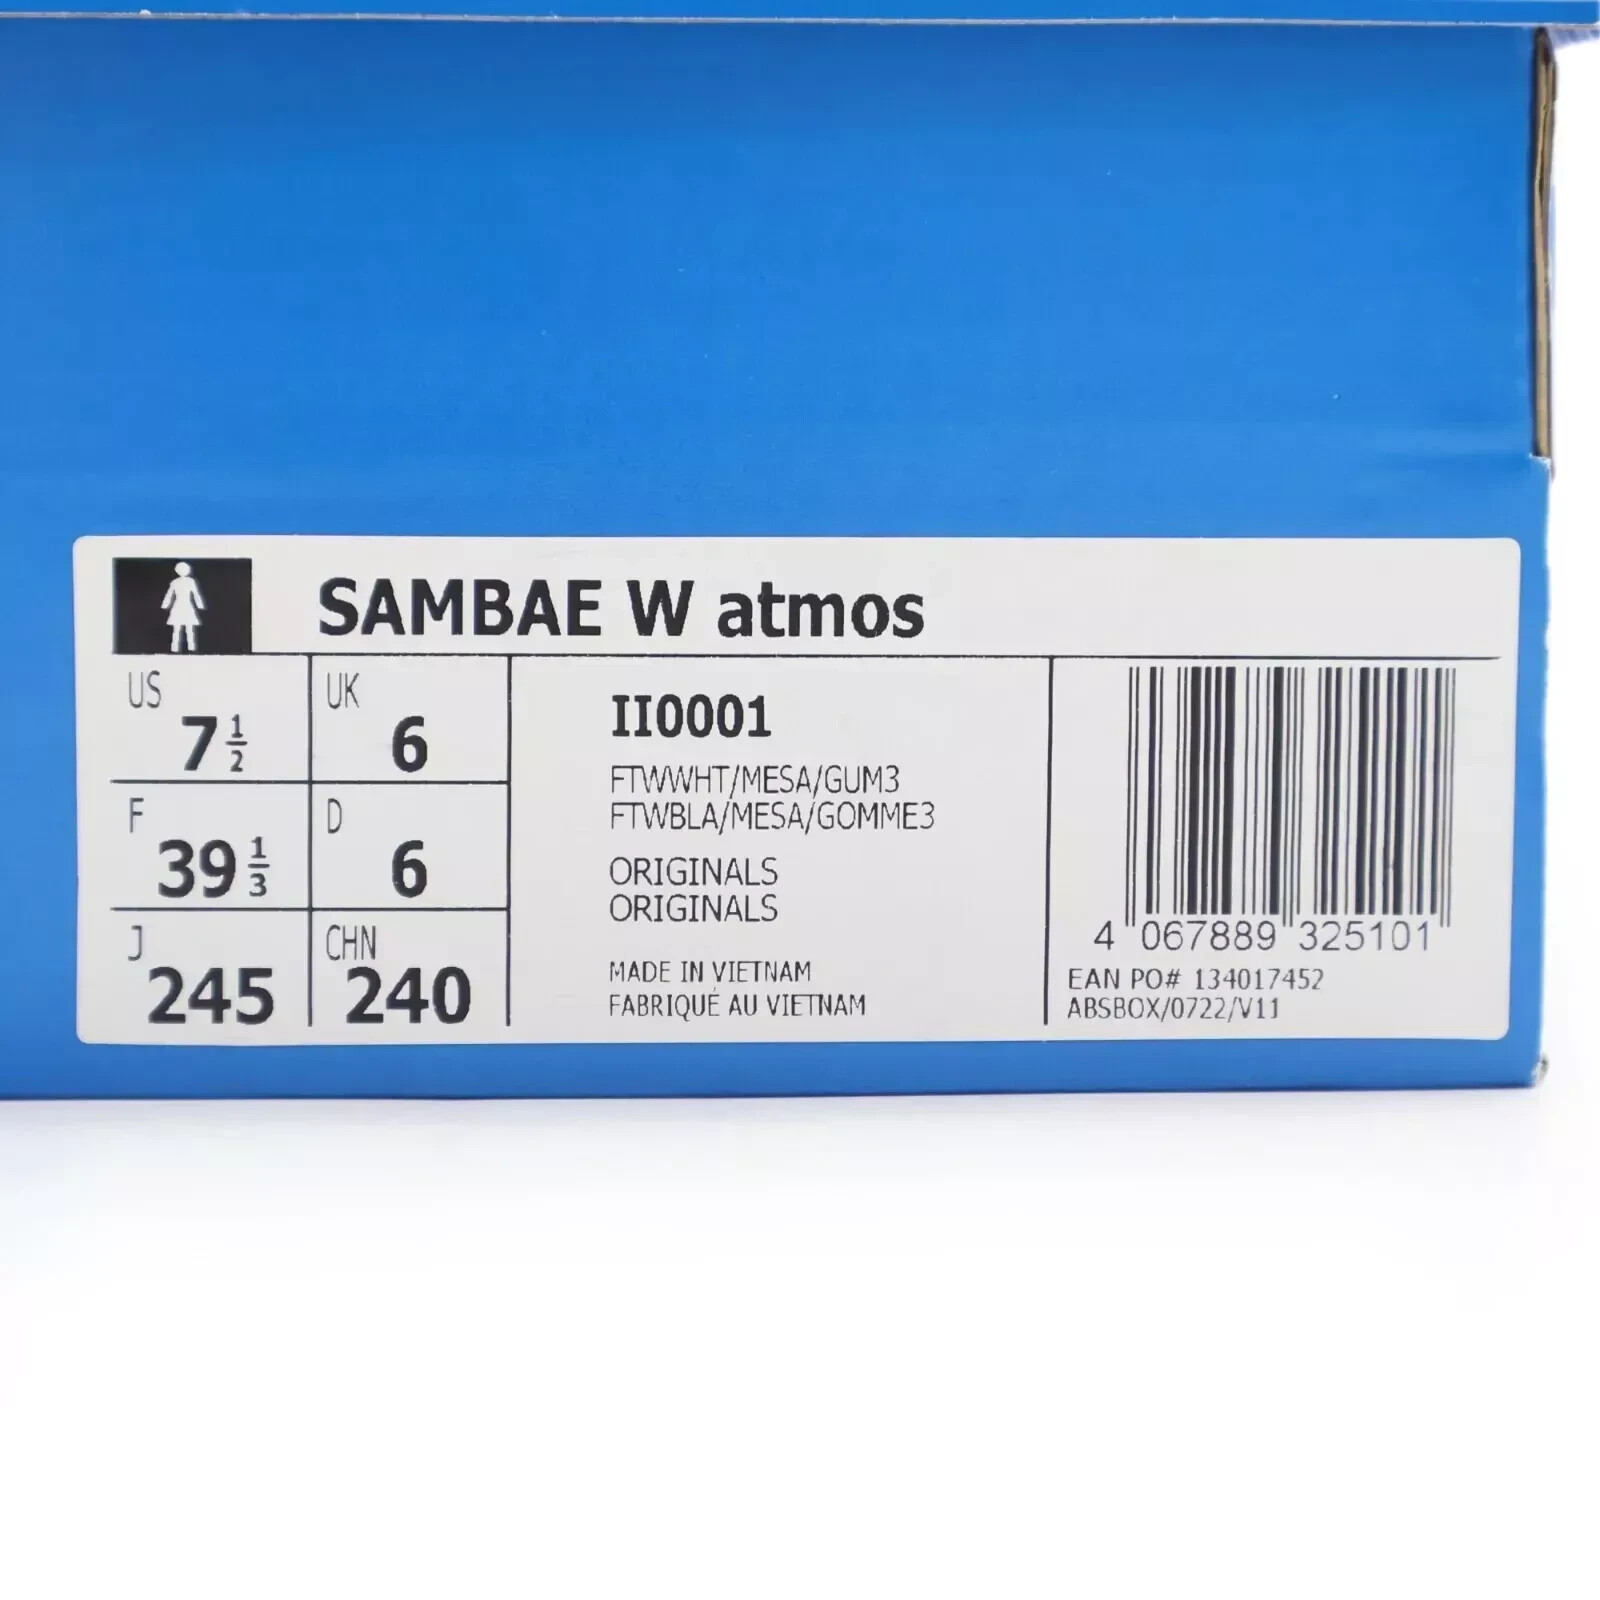 SAMBAE W atmos
US 7 1/2
UK 6
F 39 1/3
D 6
J 245
CHN 240
II0001
FTWWHT/MESA/GUM3
FTWBLA/MESA/GOMME3
ORIGINALS
ORIGINALS
MADE IN VIETNAM
FABRIQUÉ AU VIETNAM
4 067889 325101
EAN PO# 134017452
ABSBOX/0722/V11